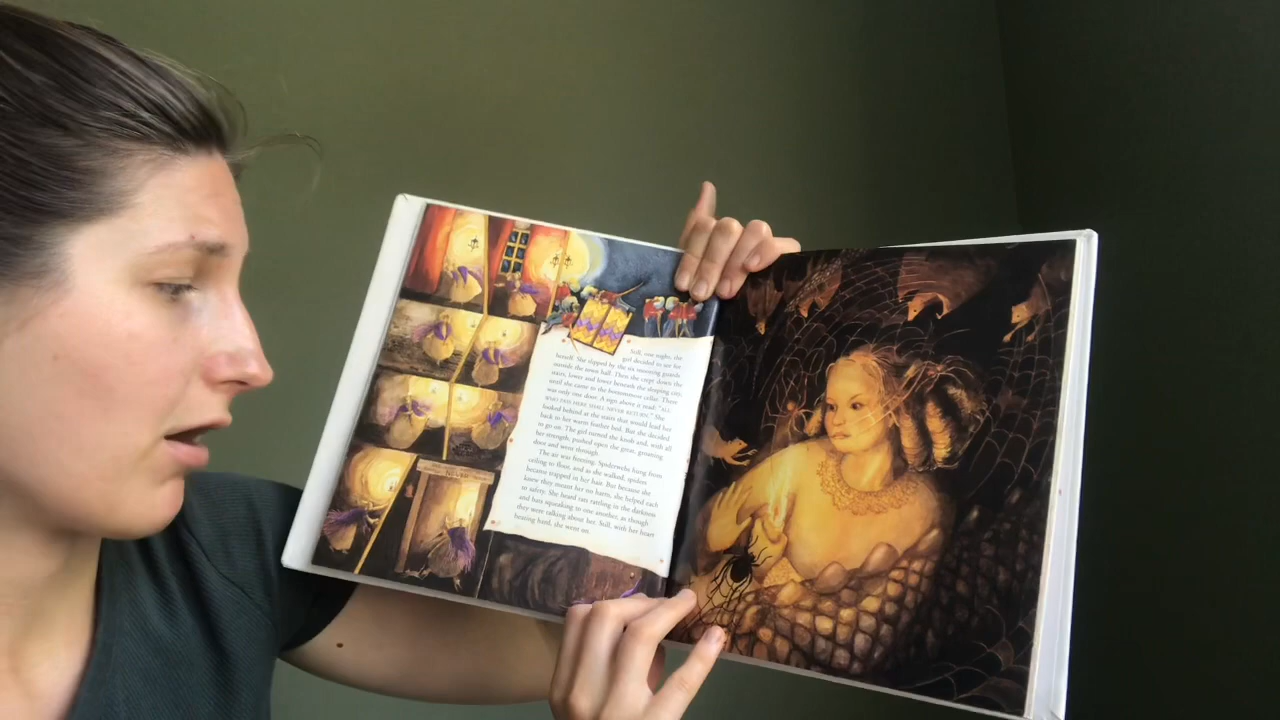 NEVER
Still, one night, the
girl decided to see for
herself. She slipped by the six snoozing guards
outside the town hall. Then she crept down the
stairs, lower and lower beneath the sleeping city,
until she came to the bottommost cellar. There
was only one door. A sign above it read: "ALL
WHO PASS HERE SHALL NEVER RETURN." She
looked behind at the stairs that would lead her
back to her warm feather bed. But she decided
to go on. The girl turned the knob and, with all
her strength, pushed open the great, groaning
door and went through.
The air was freezing. Spiderwebs hung from
ceiling to floor, and as she walked, spiders
became trapped in her hair. But because she
knew they meant her no harm, she helped each
to safety. She heard rats rattling in the darkness
and bats squeaking to one another, as though
they were talking about her. Still, with her heart
beating hard, she went on.